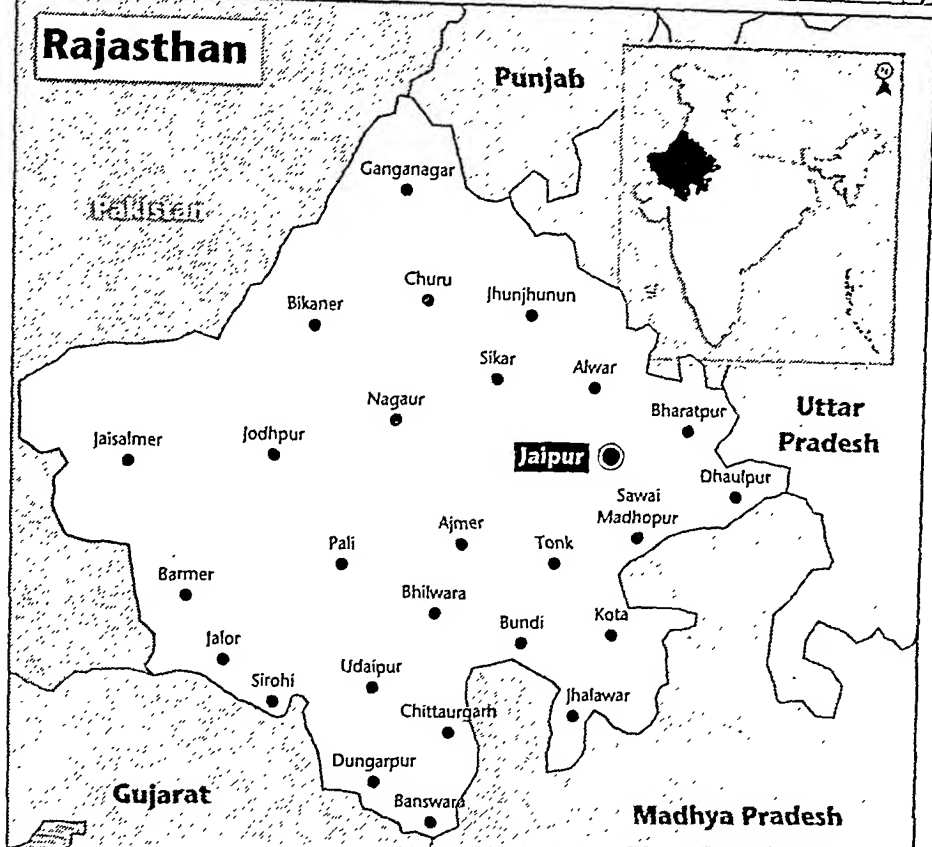 Rajasthan
Punjab
N
Ganganagar
Pakistan
Churu
Bikaner
Jhunjhunun
Sikar
Alwar
Nagaur
Bharatpur
Uttar
Pradesh
Jaisalmer
Jodhpur
Jaipur
Dhaulpur
Sawai
Madhopur
Ajmer
Pali
Tonk
Barmer
Bhilwara
Bundi
Kota
Jalor
Sirohi
Udaipur
Chittaurgarh
Jhalawar
Dungarpur
Banswara
Gujarat
Madhya Pradesh